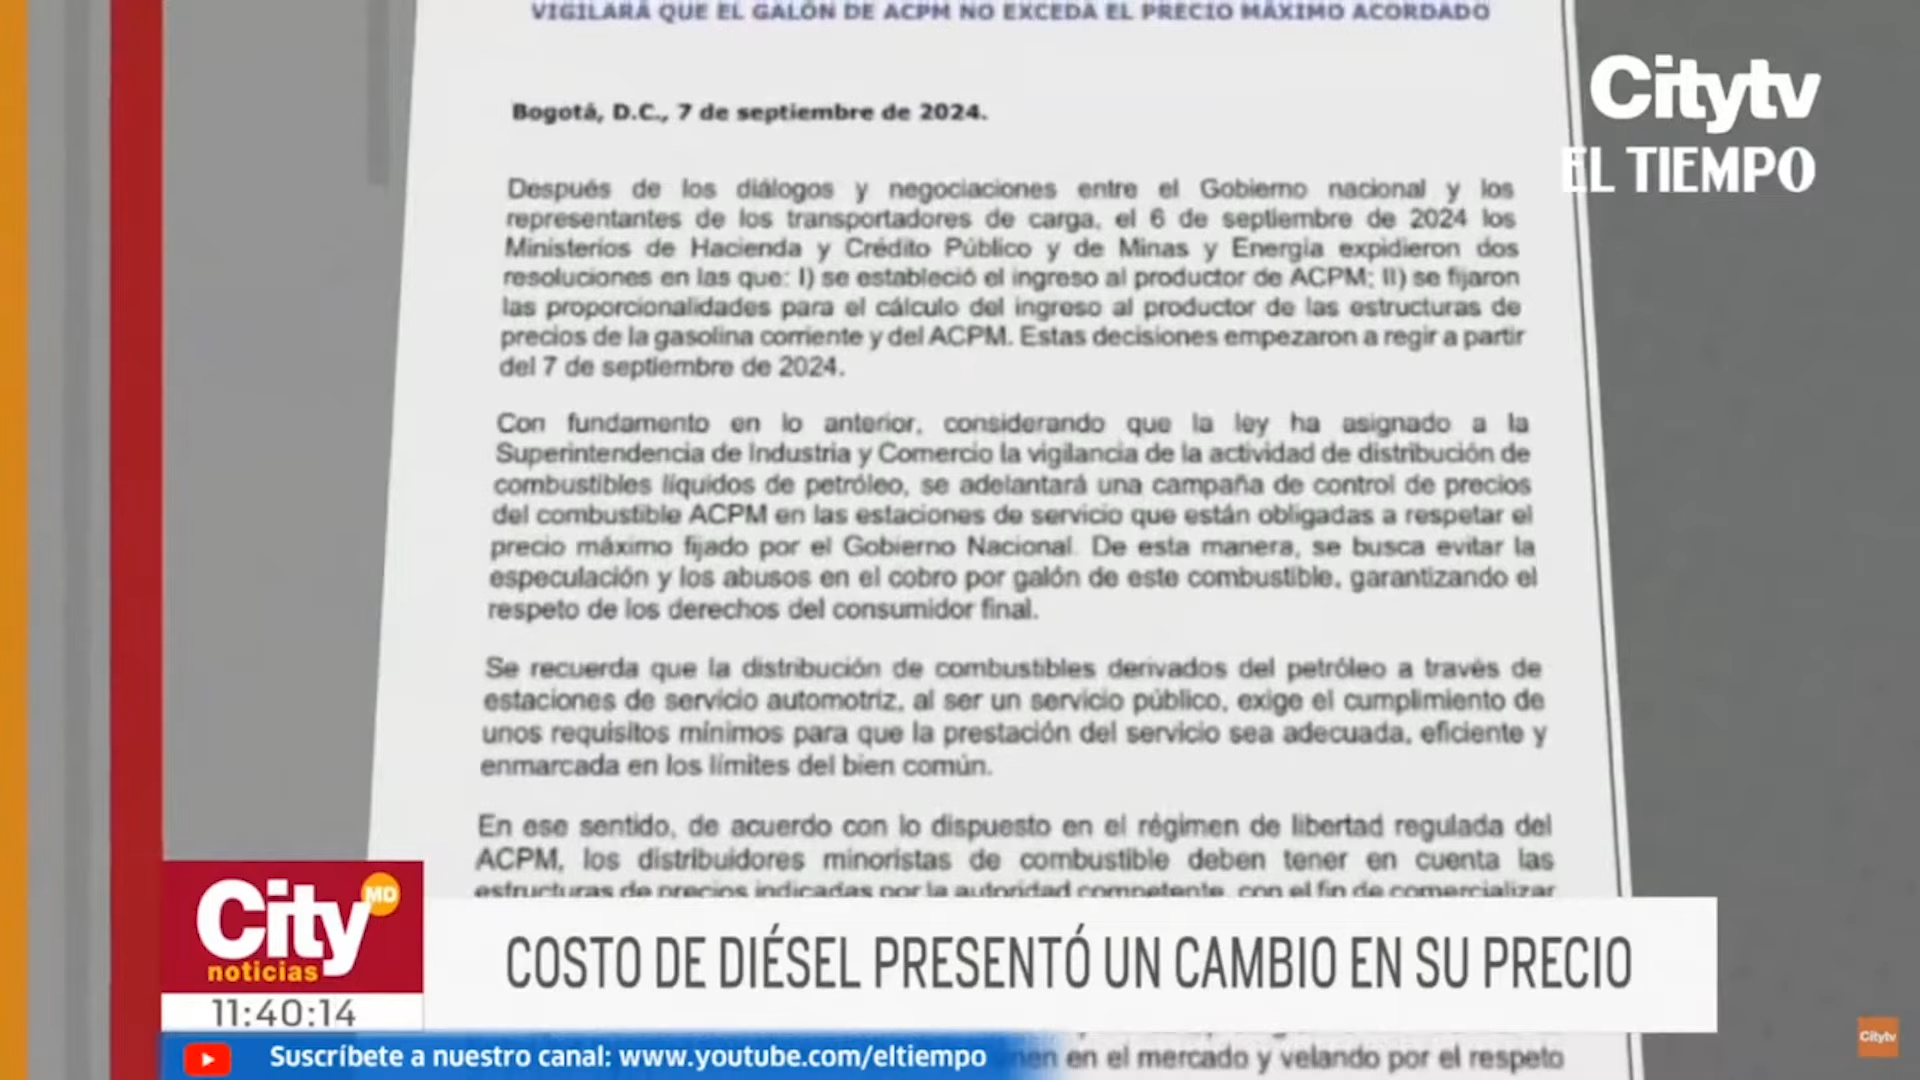 VIGILARÁ QUE EL GALÓN DE ACPM NO EXCEDA EL PRECIO MÁXIMO ACORDADO
Citytv
EL TIEMPO
Bogotá, D.C., 7 de septiembre de 2024.
Después de los diálogos y negociaciones entre el Gobierno nacional y los
representantes de los transportadores de carga, el 6 de septiembre de 2024 los
Ministerios de Hacienda y Crédito Público y de Minas y Energía expidieron dos
resoluciones en las que: I) se estableció el ingreso al productor de ACPM; II) se fijaron
las proporcionalidades para el cálculo del ingreso al productor de las estructuras de
precios de la gasolina corriente y del ACPM. Estas decisiones empezaron a regir a partir
del 7 de septiembre de 2024.
Con fundamento en lo anterior, considerando que la ley ha asignado a la
Superintendencia de Industria y Comercio la vigilancia de la actividad de distribución de
combustibles líquidos de petróleo, se adelantará una campaña de control de precios
del combustible ACPM en las estaciones de servicio que están obligadas a respetar el
precio máximo fijado por el Gobierno Nacional. De esta manera, se busca evitar la
especulación y los abusos en el cobro por galón de este combustible, garantizando el
respeto de los derechos del consumidor final.
Se recuerda que la distribución de combustibles derivados del petróleo a través de
estaciones de servicio automotriz, al ser un servicio público, exige el cumplimiento de
unos requisitos mínimos para que la prestación del servicio sea adecuada, eficiente y
enmarcada en los límites del bien común.
En ese sentido, de acuerdo con lo dispuesto en el régimen de libertad regulada del
ACPM, los distribuidores minoristas de combustible deben tener en cuenta las
estructuras de precios indicadas por la autoridad competente, con el fin de comercializar
City MD
noticias
11:40:14
COSTO DE DIÉSEL PRESENTÓ UN CAMBIO EN SU PRECIO
Suscríbete a nuestro canal: www.youtube.com/eltiempo
en el mercado y velando por el respeto
Citytv